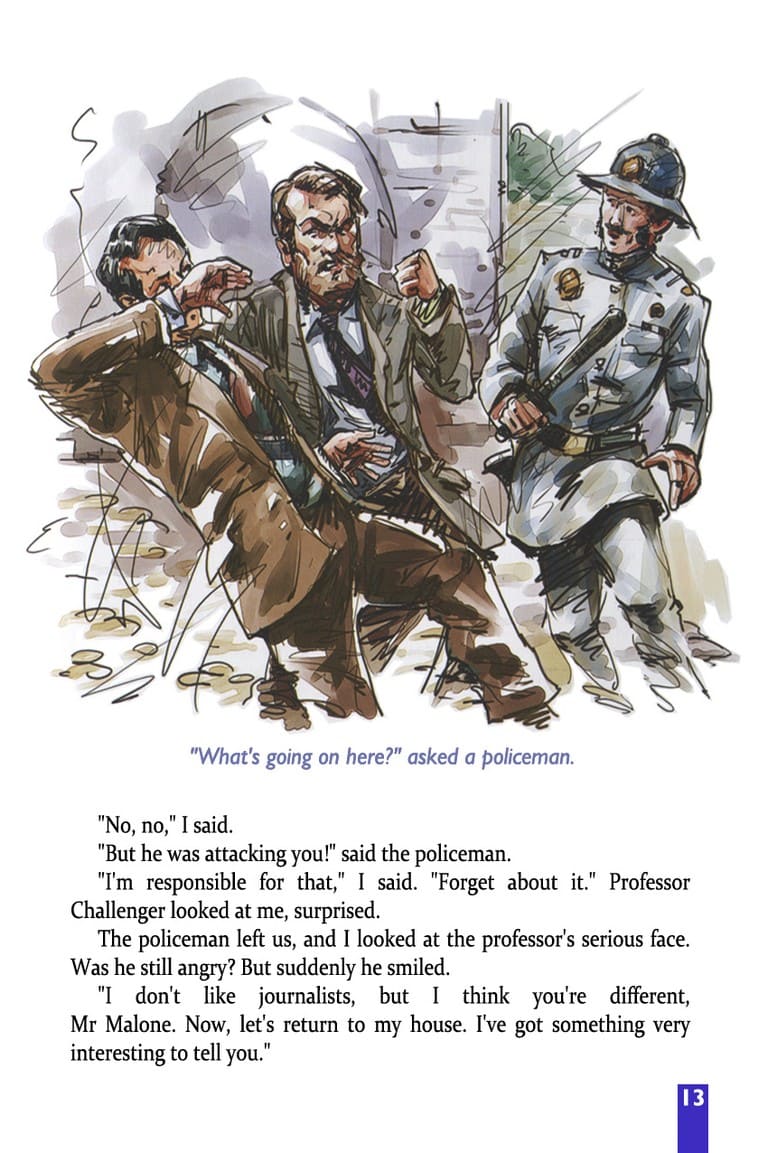 "What's going on here?" asked a policeman.
"No, no," I said.
"But he was attacking you!" said the policeman.
"I'm responsible for that," I said. "Forget about it." Professor
Challenger looked at me, surprised.
The policeman left us, and I looked at the professor's serious face.
Was he still angry? But suddenly he smiled.
"I don't like journalists, but I think you're different,
Mr Malone. Now, let's return to my house. I've got something very
interesting to tell you."
13